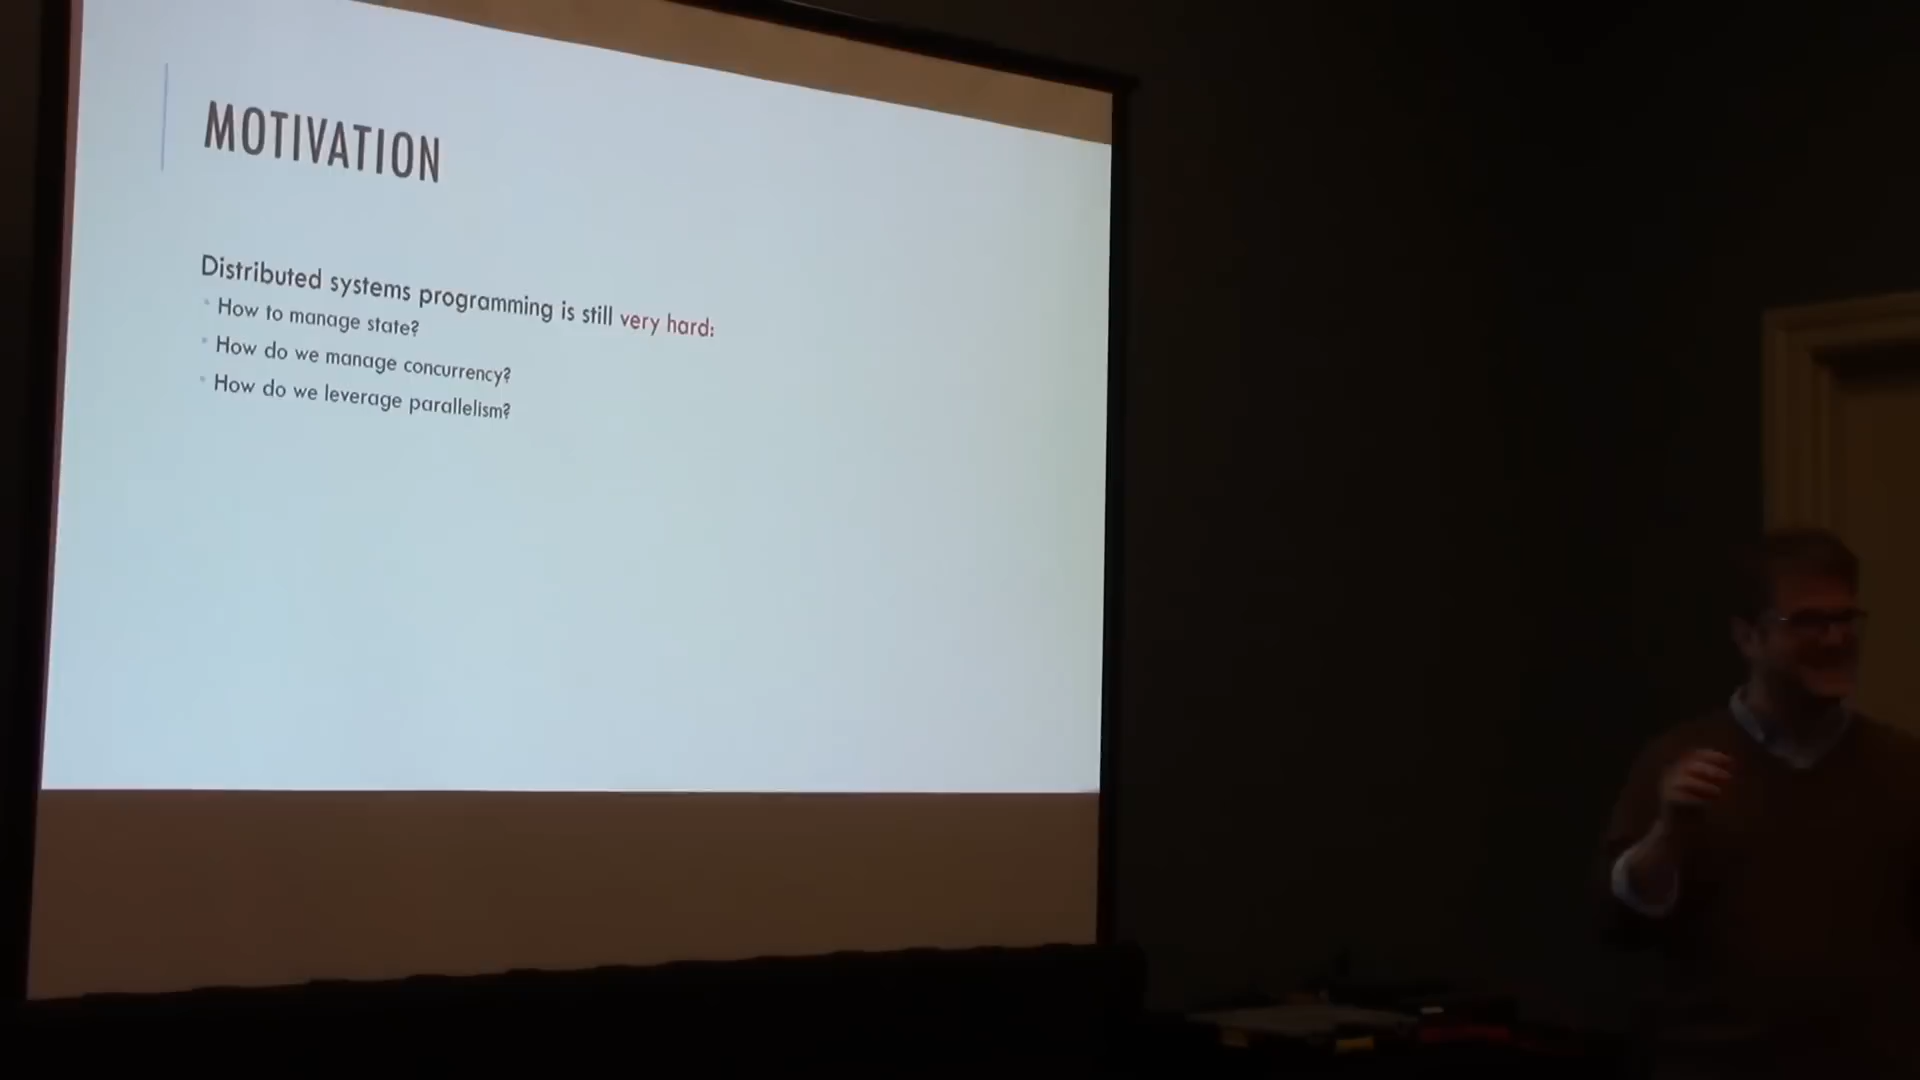 MOTIVATION
Distributed systems programming is still very hard:
How to manage state?
How do we manage concurrency?
How do we leverage parallelism?